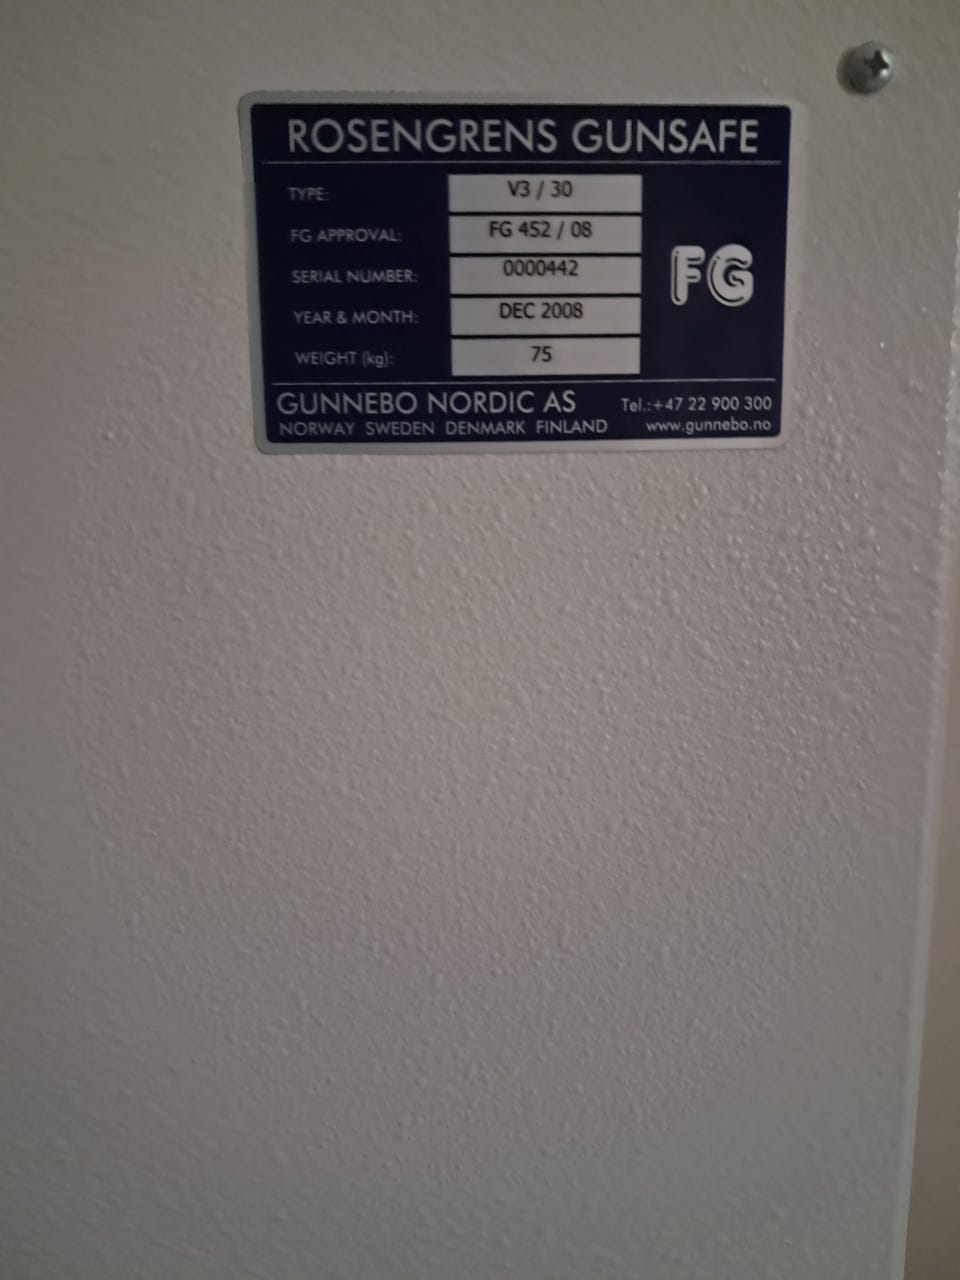 ROSENGRENS GUNSAFE
TYPE: V3 / 30
FG APPROVAL: FG 452 / 08
SERIAL NUMBER: 0000442
YEAR & MONTH: DEC 2008
WEIGHT (kg): 75
FG
GUNNEBO NORDIC AS Tel.:+47 22 900 300
NORWAY SWEDEN DENMARK FINLAND www.gunnebo.no